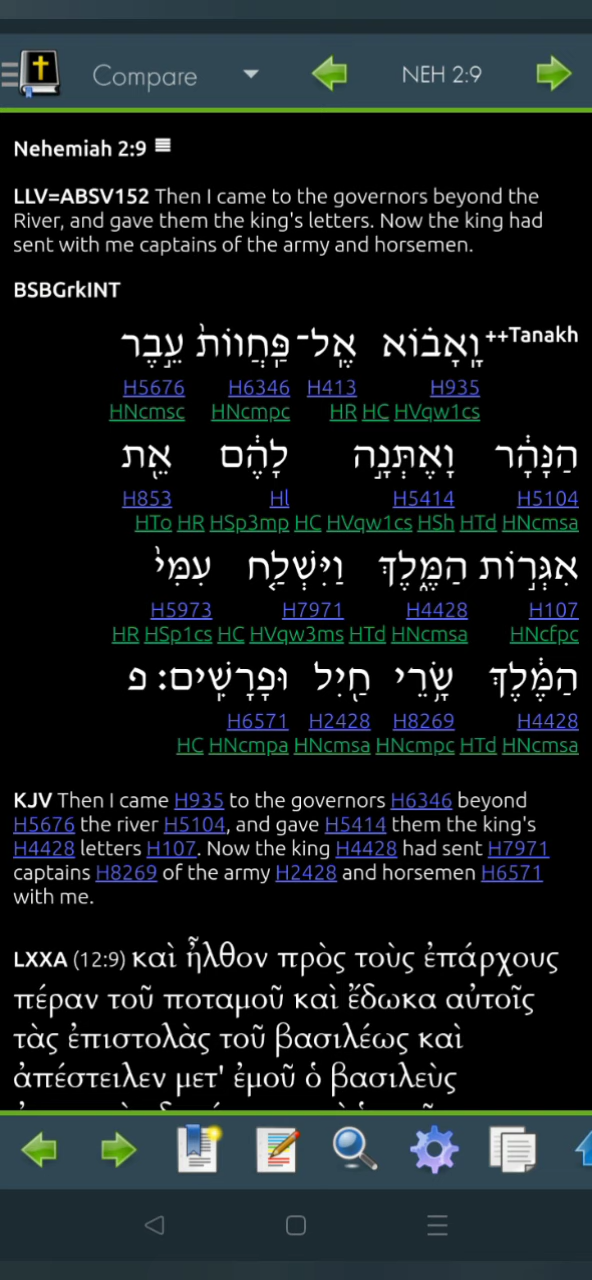 Compare
NEH 2:9
Nehemiah 2:9
LLV=ABSV152 Then I came to the governors beyond the
River, and gave them the king's letters. Now the king had
sent with me captains of the army and horsemen.
BSBGrkINT
++Tanakh וָֽאָב֗וֹא אֶֽל־ פַּֽחֲווֹת֙ עֵ֣בֶר
H5676 H6346 H413 H935
HNcmsc HNcmpc HR HC HVqw1cs
הַנָּהָ֔ר וָאֶתְּנָ֣ה לָהֶ֔ם אֵ֖ת
H853 Hl H5414 H5104
HTo HR HSp3mp HC HVqw1cs HSh HTd HNcmsa
אִגְּר֣וֹת הַמֶּ֑לֶךְ וַיִּשְׁלַ֤ח עִמִּי֙
H5973 H7971 H4428 H107
HR HSp1cs HC HVqw3ms HTd HNcmsa HNcfpc
הַמֶּ֔לֶךְ שָׂ֥רֵי חַ֖יִל וּפָרָשִֽׁים׃ פ
H6571 H2428 H8269 H4428
HC HNcmpa HNcmsa HNcmpc HTd HNcmsa
KJV Then I came H935 to the governors H6346 beyond
H5676 the river H5104, and gave H5414 them the king's
H4428 letters H107. Now the king H4428 had sent H7971
captains H8269 of the army H2428 and horsemen H6571
with me.
LXXA (12:9) καὶ ἦλθον πρὸς τοὺς ἐπάρχους
πέραν τοῦ ποταμοῦ καὶ ἔδωκα αὐτοῖς
τὰς ἐπιστολὰς τοῦ βασιλέως καὶ
ἀπέστειλεν μετ' ἐμοῦ ὁ βασιλεὺς